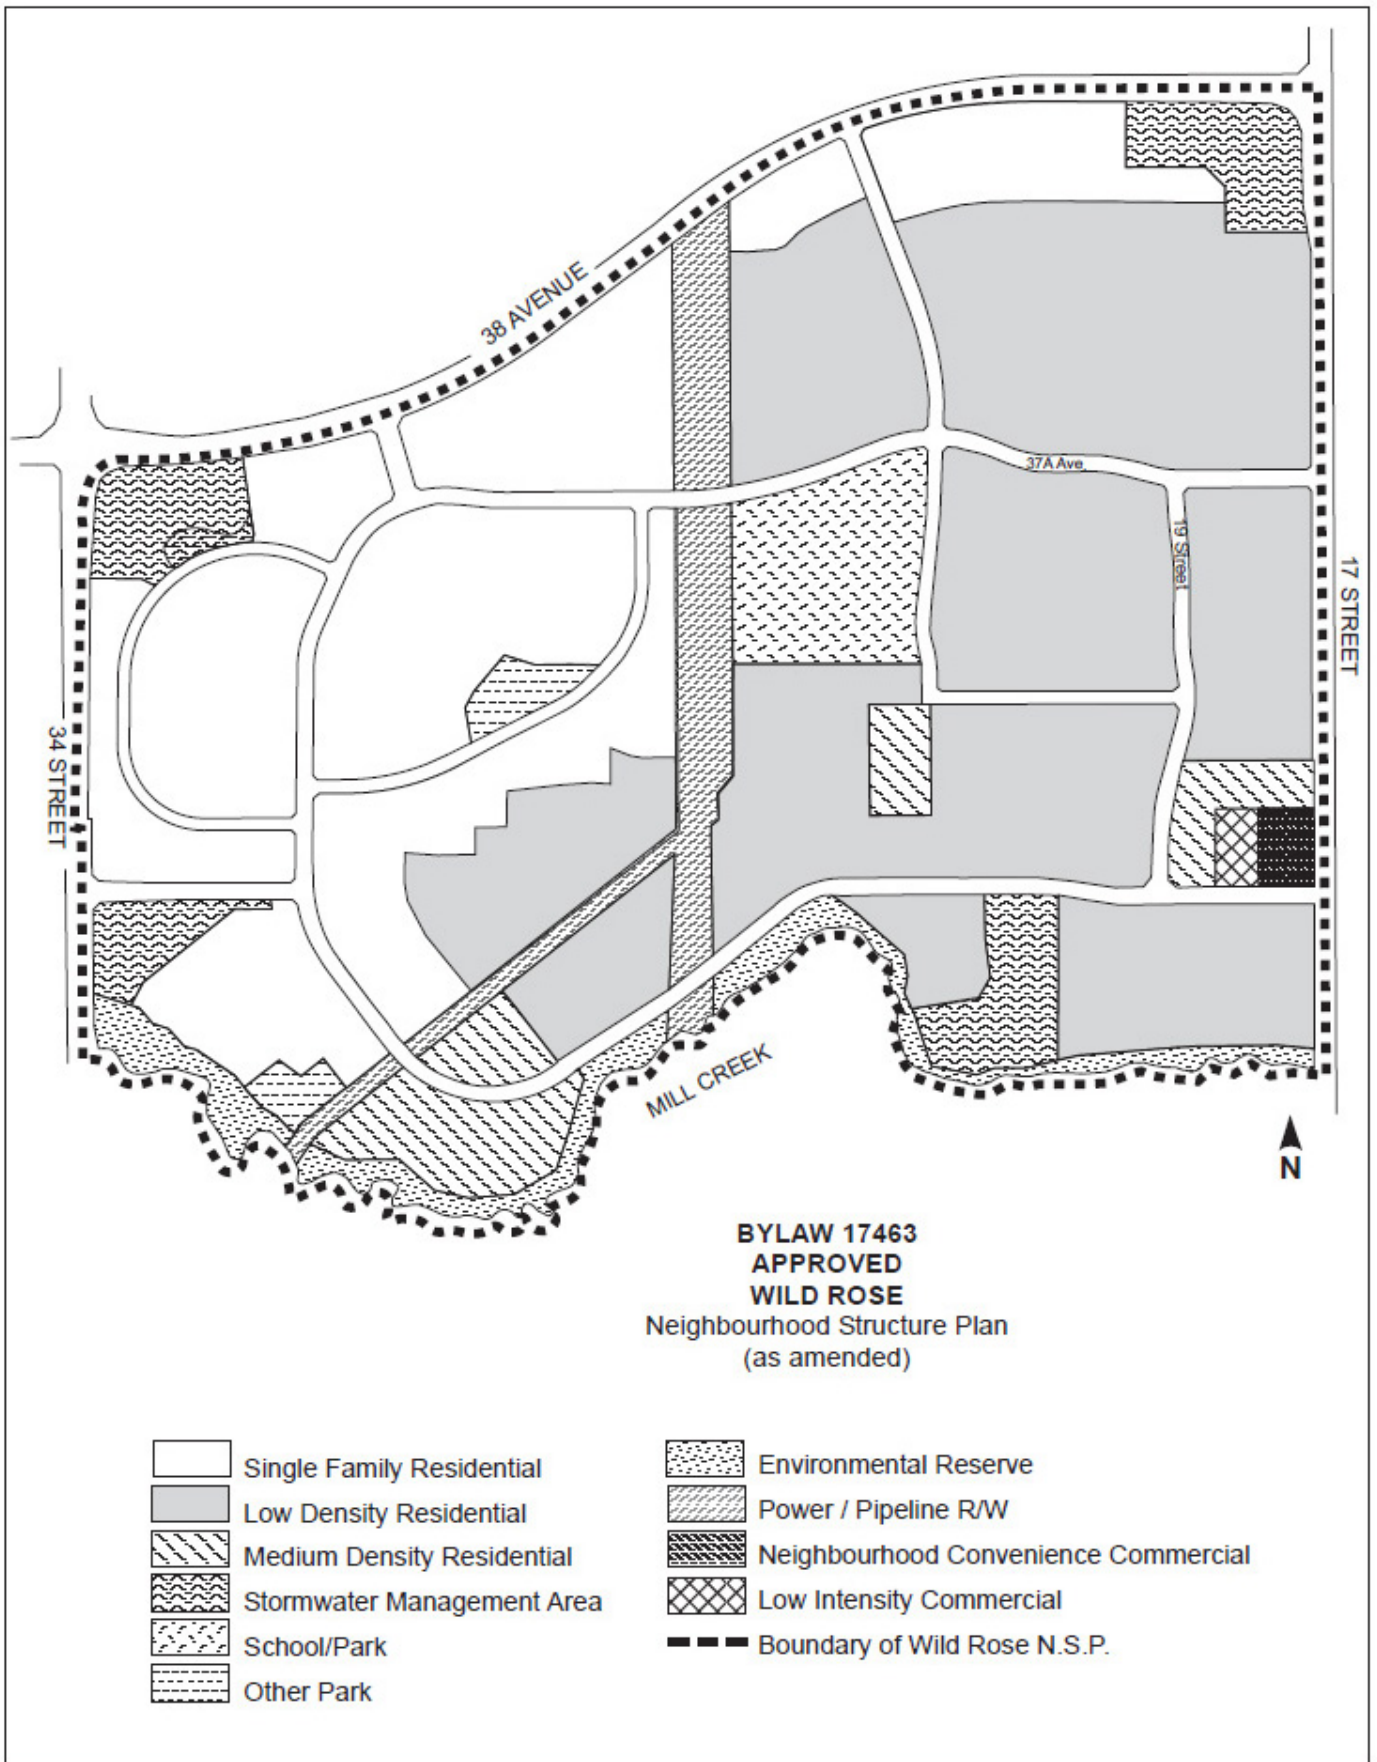 38 AVENUE
37A Ave
19 Street
17 STREET
34 STREET
MILL CREEK
N
BYLAW 17463
APPROVED
WILD ROSE
Neighbourhood Structure Plan
(as amended)
Single Family Residential
Low Density Residential
Medium Density Residential
Stormwater Management Area
School/Park
Other Park
Environmental Reserve
Power / Pipeline R/W
Neighbourhood Convenience Commercial
Low Intensity Commercial
Boundary of Wild Rose N.S.P.